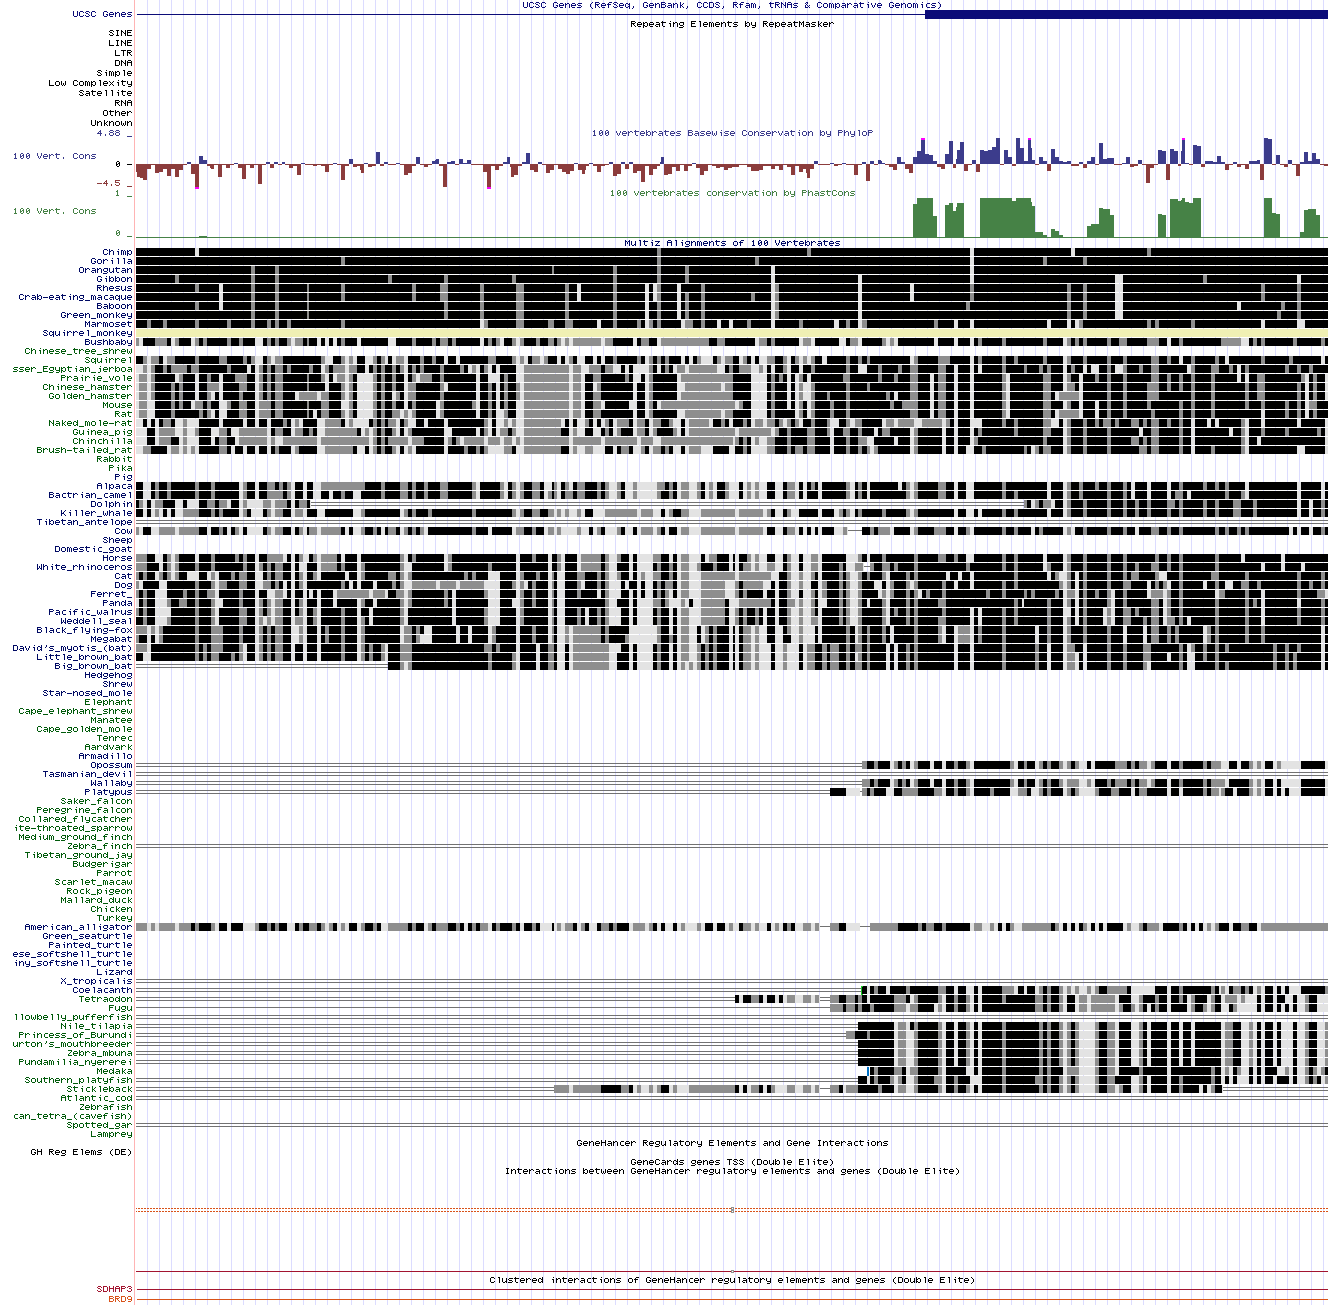 UCSC Genes (RefSeq, GenBank, CCDS, Rfam, tRNAs & Comparative Genomics)
UCSC Genes
Repeating Elements by RepeatMasker
SINE
LINE
LTR
DNA
Simple
Low Complexity
Satellite
RNA
Other
Unknown
4.88 _
100 vertebrates Basewise Conservation by PhyloP
100 Vert. Cons
0 -
-4.5 _
100 vertebrates conservation by PhastCons
1 _
100 Vert. Cons
0 _
Multiz Alignments of 100 Vertebrates
Chimp
Gorilla
Orangutan
Gibbon
Rhesus
Crab-eating_macaque
Baboon
Green_monkey
Marmoset
Squirrel_monkey
Bushbaby
Chinese_tree_shrew
Squirrel
sser_Egyptian_jerboa
Prairie_vole
Chinese_hamster
Golden_hamster
Mouse
Rat
Naked_mole-rat
Guinea_pig
Chinchilla
Brush-tailed_rat
Rabbit
Pika
Pig
Alpaca
Bactrian_camel
Dolphin
Killer_whale
Tibetan_antelope
Cow
Sheep
Domestic_goat
Horse
White_rhinoceros
Cat
Dog
Ferret_
Panda
Pacific_walrus
Weddell_seal
Black_flying-fox
Megabat
David's_myotis_(bat)
Little_brown_bat
Big_brown_bat
Hedgehog
Shrew
Star-nosed_mole
Elephant
Cape_elephant_shrew
Manatee
Cape_golden_mole
Tenrec
Aardvark
Armadillo
Opossum
Tasmanian_devil
Wallaby
Platypus
Saker_falcon
Peregrine_falcon
Collared_flycatcher
ite-throated_sparrow
Medium_ground_finch
Zebra_finch
Tibetan_ground_jay
Budgerigar
Parrot
Scarlet_macaw
Rock_pigeon
Mallard_duck
Chicken
Turkey
American_alligator
Green_seaturtle
Painted_turtle
ese_softshell_turtle
iny_softshell_turtle
Lizard
X_tropicalis
Coelacanth
Tetraodon
Fugu
llowbelly_pufferfish
Nile_tilapia
Princess_of_Burundi
urton's_mouthbreeder
Zebra_mbuna
Pundamilia_nyererei
Medaka
Southern_platyfish
Stickleback
Atlantic_cod
Zebrafish
can_tetra_(cavefish)
Spotted_gar
Lamprey
GeneHancer Regulatory Elements and Gene Interactions
GH Reg Elems (DE)
GeneCards genes TSS (Double Elite)
Interactions between GeneHancer regulatory elements and genes (Double Elite)
Clustered interactions of GeneHancer regulatory elements and genes (Double Elite)
SDHAP3
BRD9